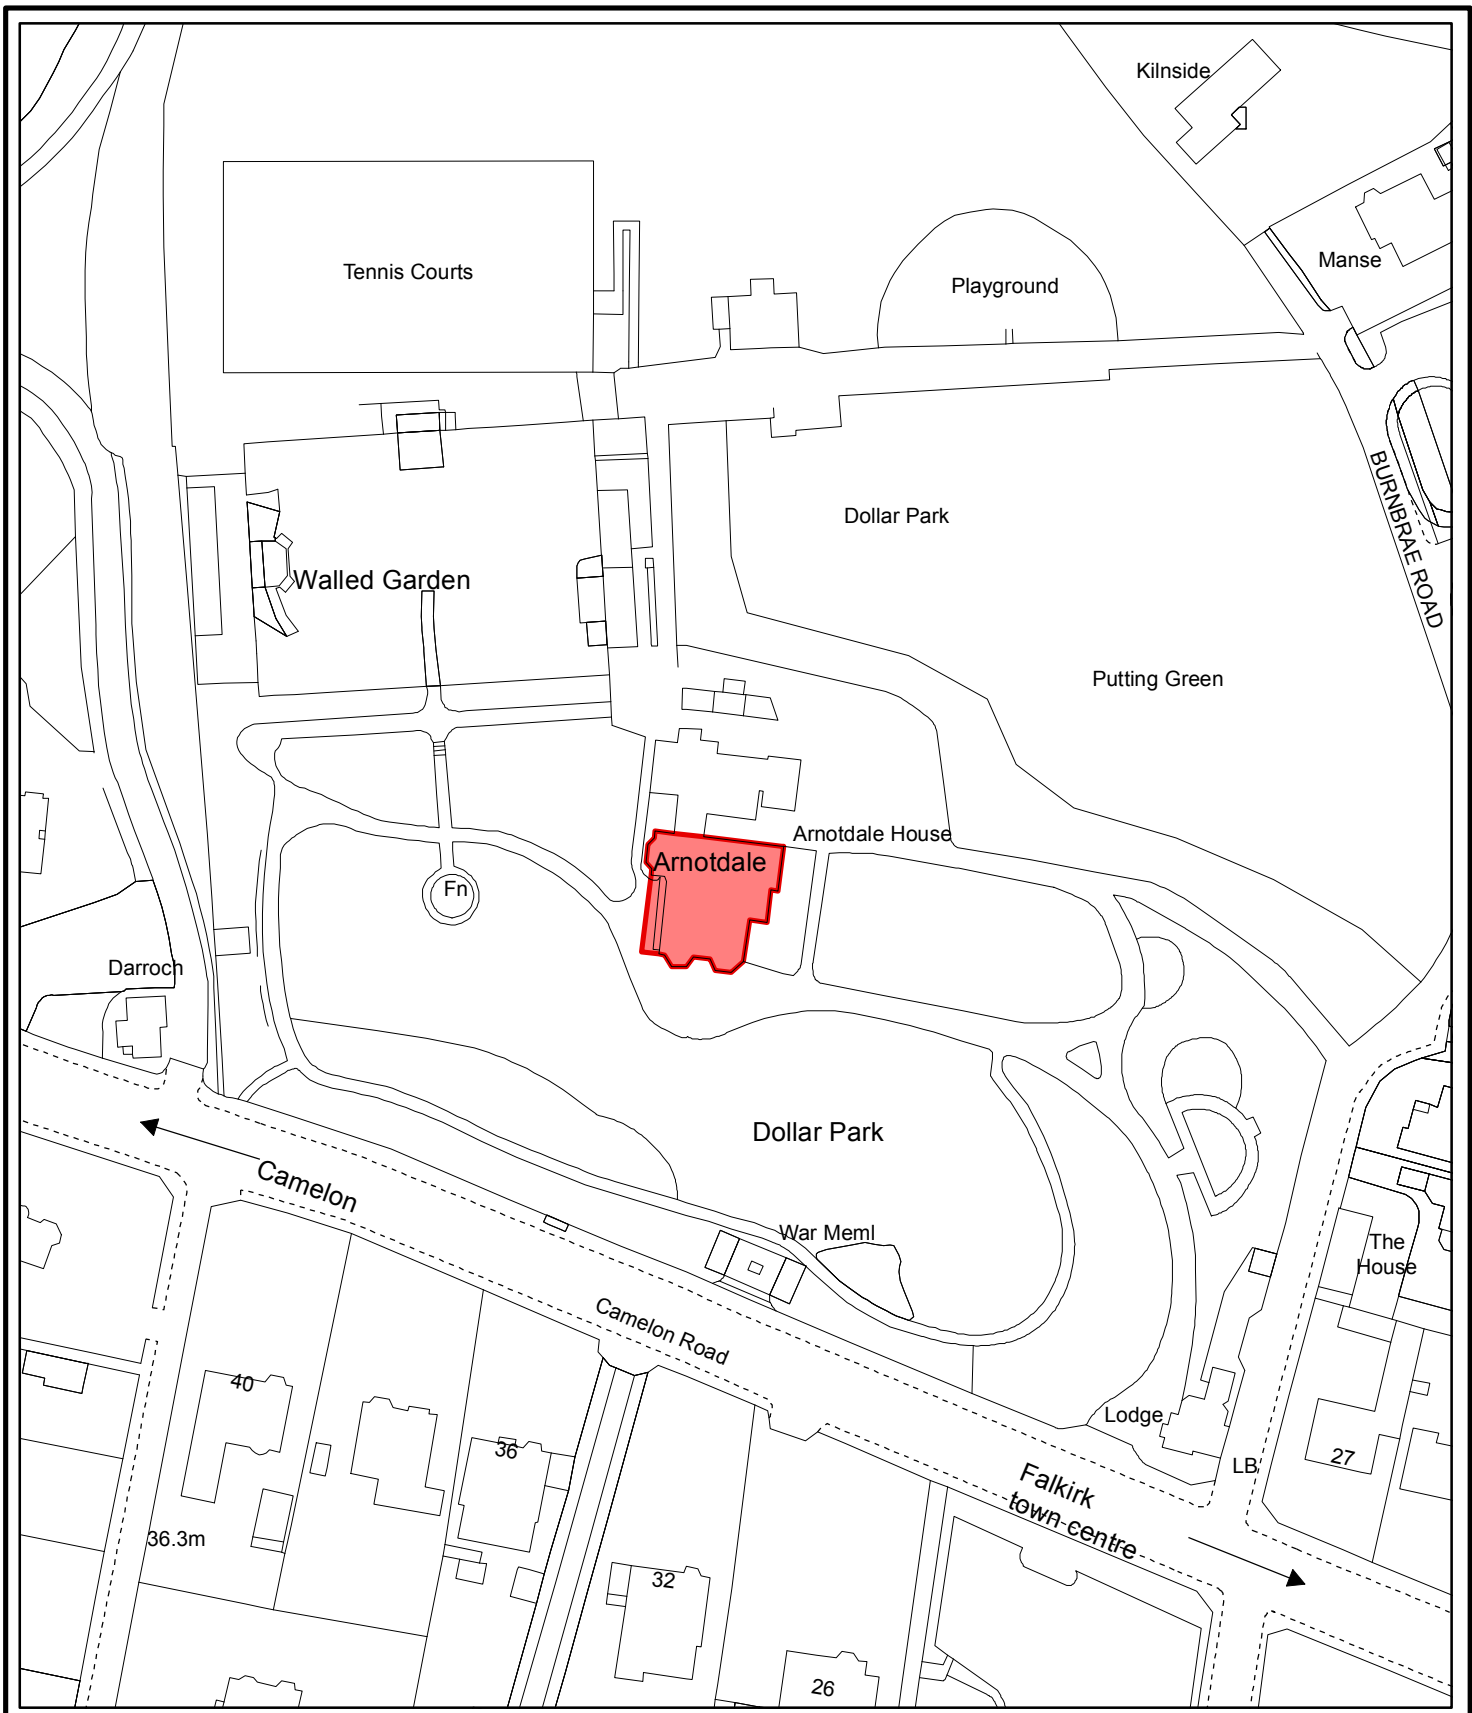 Kilnside
Manse
Tennis Courts
Playground
Dollar Park
BURNBRAE ROAD
Walled Garden
Putting Green
Arnotdale House
Arnotdale
Fn
Darroch
Dollar Park
Camelon
War Meml
The
House
Camelon Road
40
Lodge
36
27
LB
Falkirk
town centre
36.3m
32
26